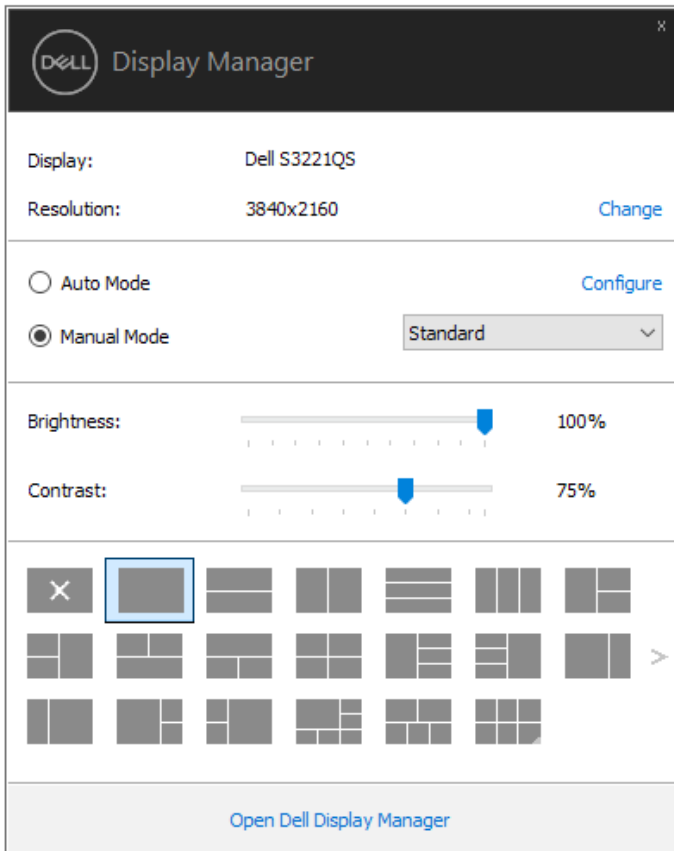 x
DELL Display Manager
Display: Dell S3221QS
Resolution: 3840x2160 Change
Auto Mode Configure
Manual Mode Standard
Brightness: 100%
Contrast: 75%
Open Dell Display Manager